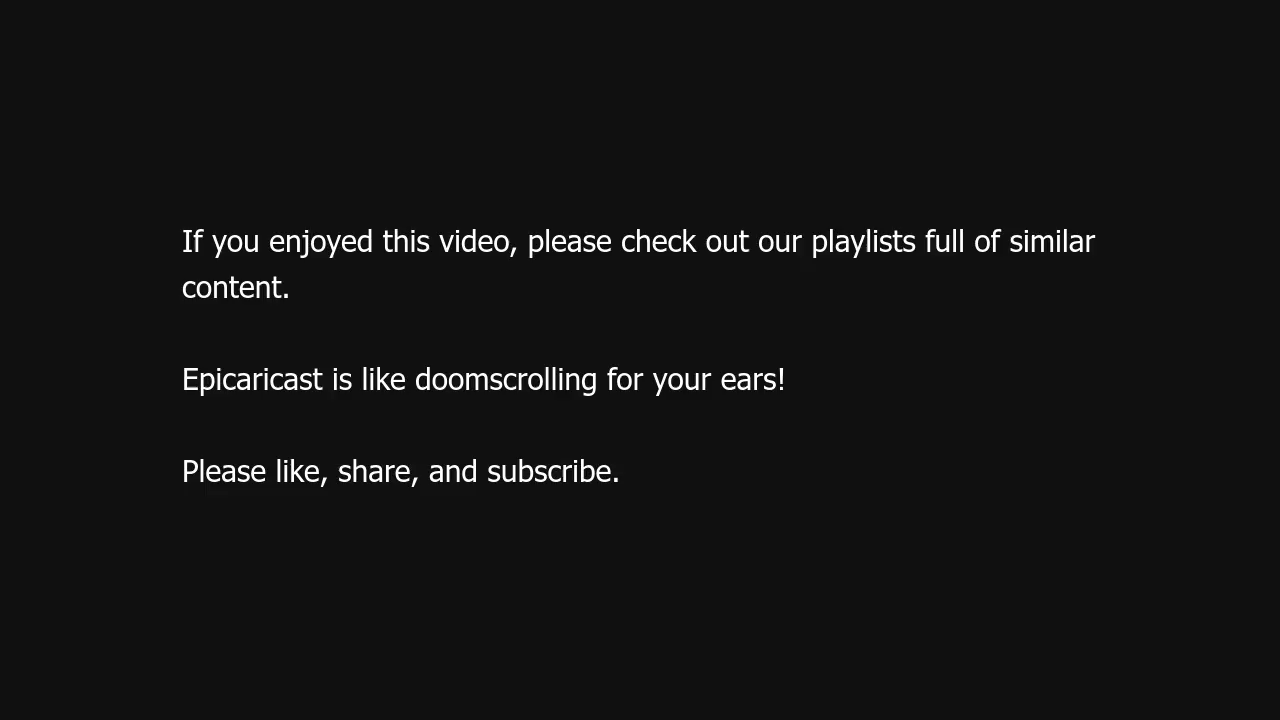 If you enjoyed this video, please check out our playlists full of similar
content.
Epicaricast is like doomscrolling for your ears!
Please like, share, and subscribe.